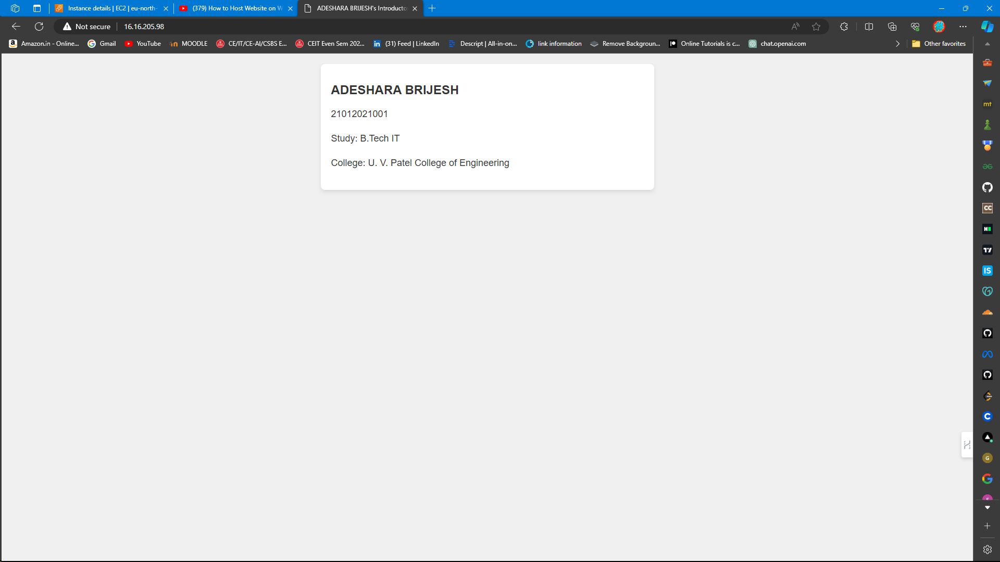 Instance details | EC2 | eu-north-
(379) How to Host Website on W
ADESHARA BRIJESH's Introducto
Not secure
16.16.205.98
Amazon.in - Online...
Gmail
YouTube
MOODLE
CE/IT/CE-AI/CSBS E...
CEIT Even Sem 202...
(31) Feed | LinkedIn
Descript | All-in-on...
link information
Remove Backgroun...
Online Tutorials is c...
chat.openai.com
Other favorites
ADESHARA BRIJESH
21012021001
Study: B.Tech IT
College: U. V. Patel College of Engineering
mt
CC
IS
C
G